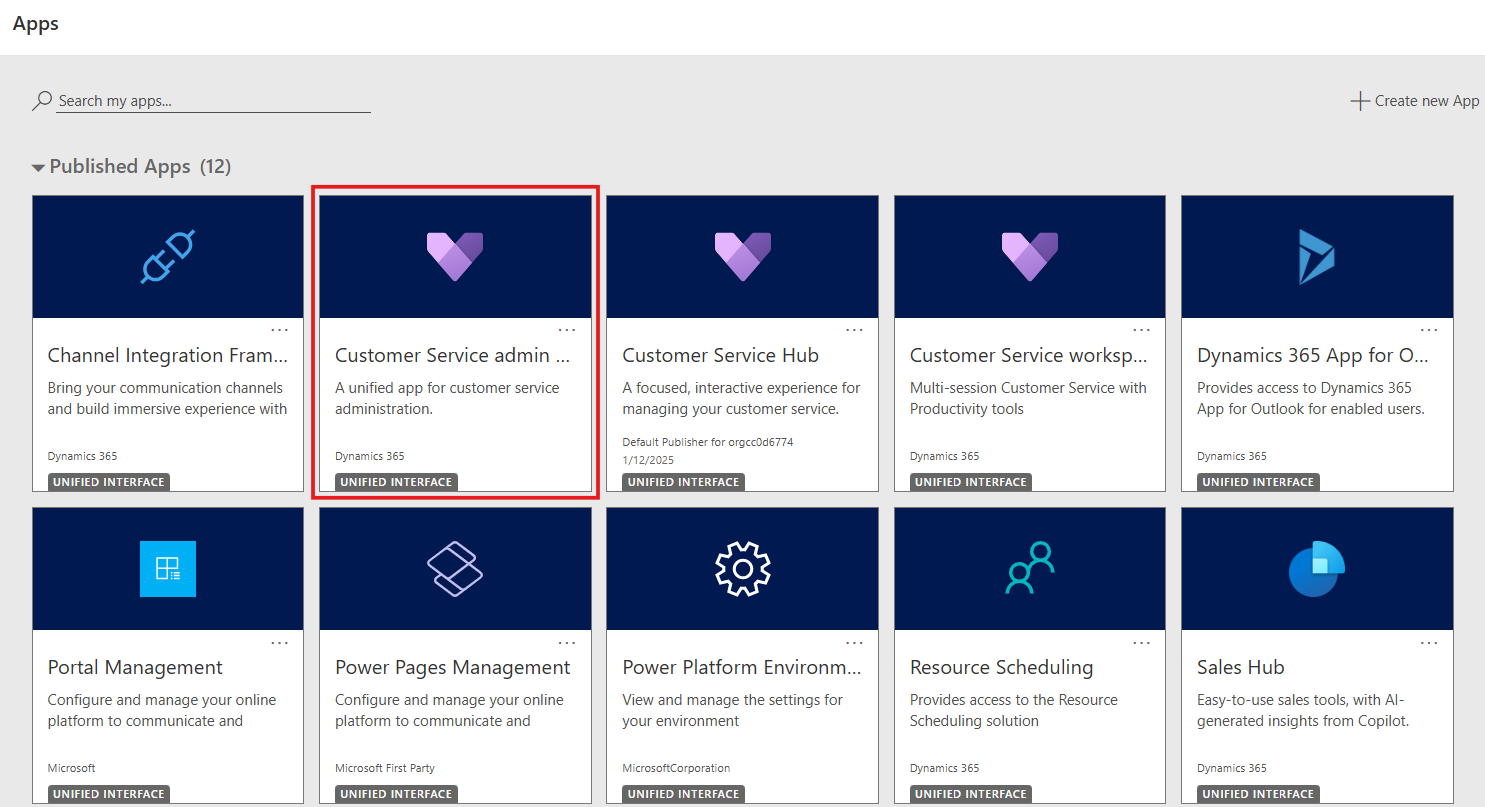 Apps
Search my apps...
Create new App
Published Apps (12)
Channel Integration Fram...
Bring your communication channels
and build immersive experience with
Dynamics 365
UNIFIED INTERFACE
Customer Service admin ...
A unified app for customer service
administration.
Dynamics 365
UNIFIED INTERFACE
Customer Service Hub
A focused, interactive experience for
managing your customer service.
Default Publisher for orgcc0d6774
1/12/2025
UNIFIED INTERFACE
Customer Service worksp...
Multi-session Customer Service with
Productivity tools
Dynamics 365
UNIFIED INTERFACE
Dynamics 365 App for O...
Provides access to Dynamics 365
App for Outlook for enabled users.
Dynamics 365
UNIFIED INTERFACE
Portal Management
Configure and manage your online
platform to communicate and
Microsoft
UNIFIED INTERFACE
Power Pages Management
Configure and manage your online
platform to communicate and
Microsoft First Party
UNIFIED INTERFACE
Power Platform Environm...
View and manage the settings for
your environment
MicrosoftCorporation
UNIFIED INTERFACE
Resource Scheduling
Provides access to the Resource
Scheduling solution
Dynamics 365
UNIFIED INTERFACE
Sales Hub
Easy-to-use sales tools, with AI-
generated insights from Copilot.
Dynamics 365
UNIFIED INTERFACE